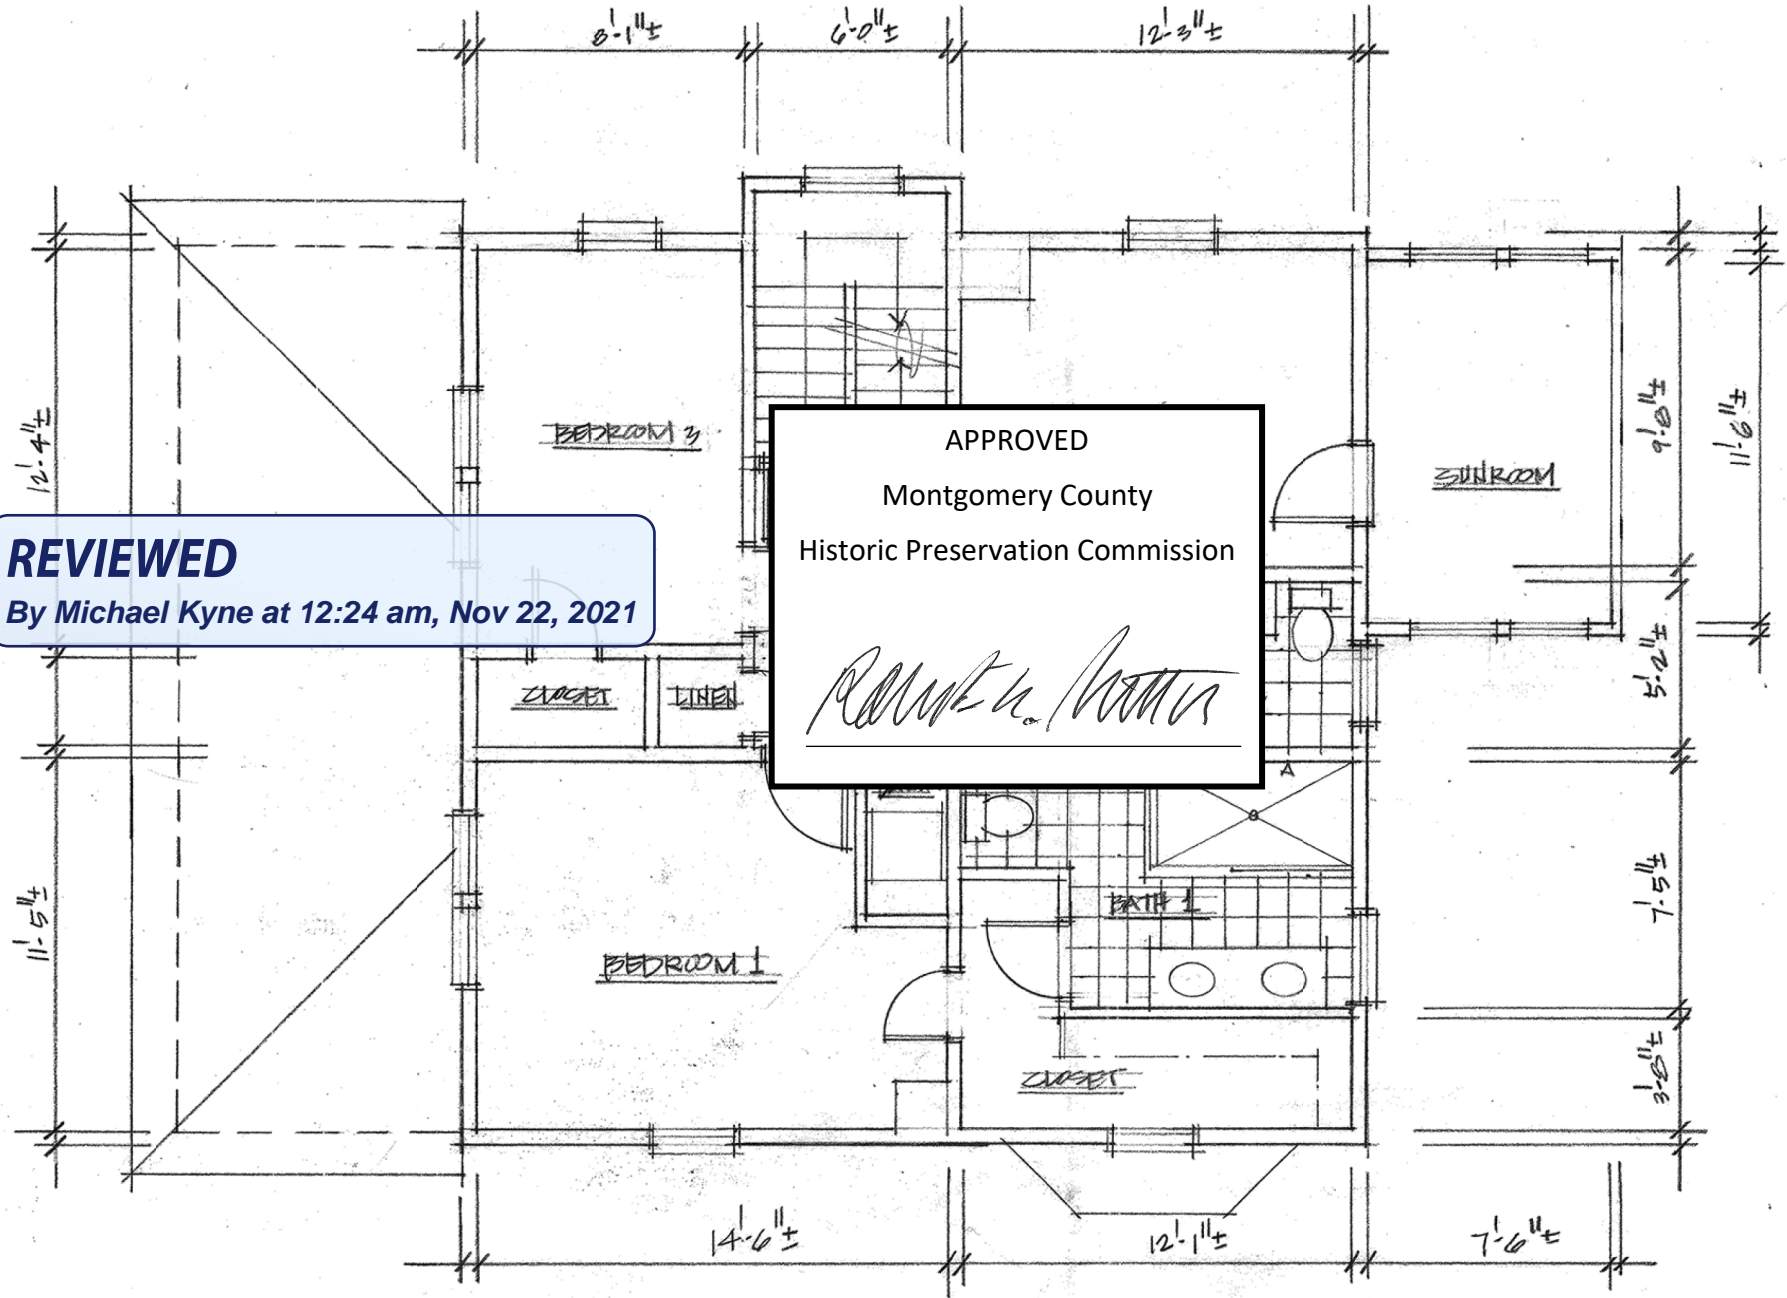 8'-1"±
6'-0"±
12'-3"±
12'-4"±
BEDROOM 3
APPROVED
Montgomery County
Historic Preservation Commission
SUNROOM
9'-8"±
11'-6"±
REVIEWED
By Michael Kyne at 12:24 am, Nov 22, 2021
CLOSET
LINEN
5'-2"±
11'-5"±
BEDROOM 1
BATH 1
7'-5"±
CLOSET
3'-8"±
14'-6"±
12'-1"±
7'-6"±